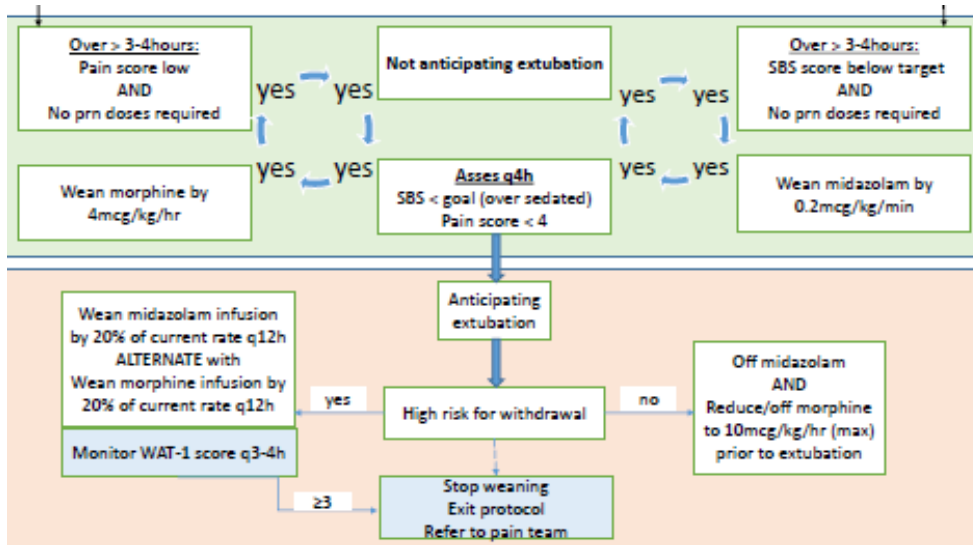 Over > 3-4hours:
Pain score low
AND
No prn doses required
yes
yes
yes
yes
Not anticipating extubation
yes
yes
yes
yes
Over > 3-4hours:
SBS score below target
AND
No prn doses required
Wean morphine by
4mcg/kg/hr
Asses q4h
SBS < goal (over sedated)
Pain score < 4
Wean midazolam by
0.2mcg/kg/min
Anticipating
extubation
Wean midazolam infusion
by 20% of current rate q12h
ALTERNATE with
Wean morphine infusion by
20% of current rate q12h
yes
High risk for withdrawal
no
Off midazolam
AND
Reduce/off morphine
to 10mcg/kg/hr (max)
prior to extubation
Monitor WAT-1 score q3-4h
≥3
Stop weaning
Exit protocol
Refer to pain team